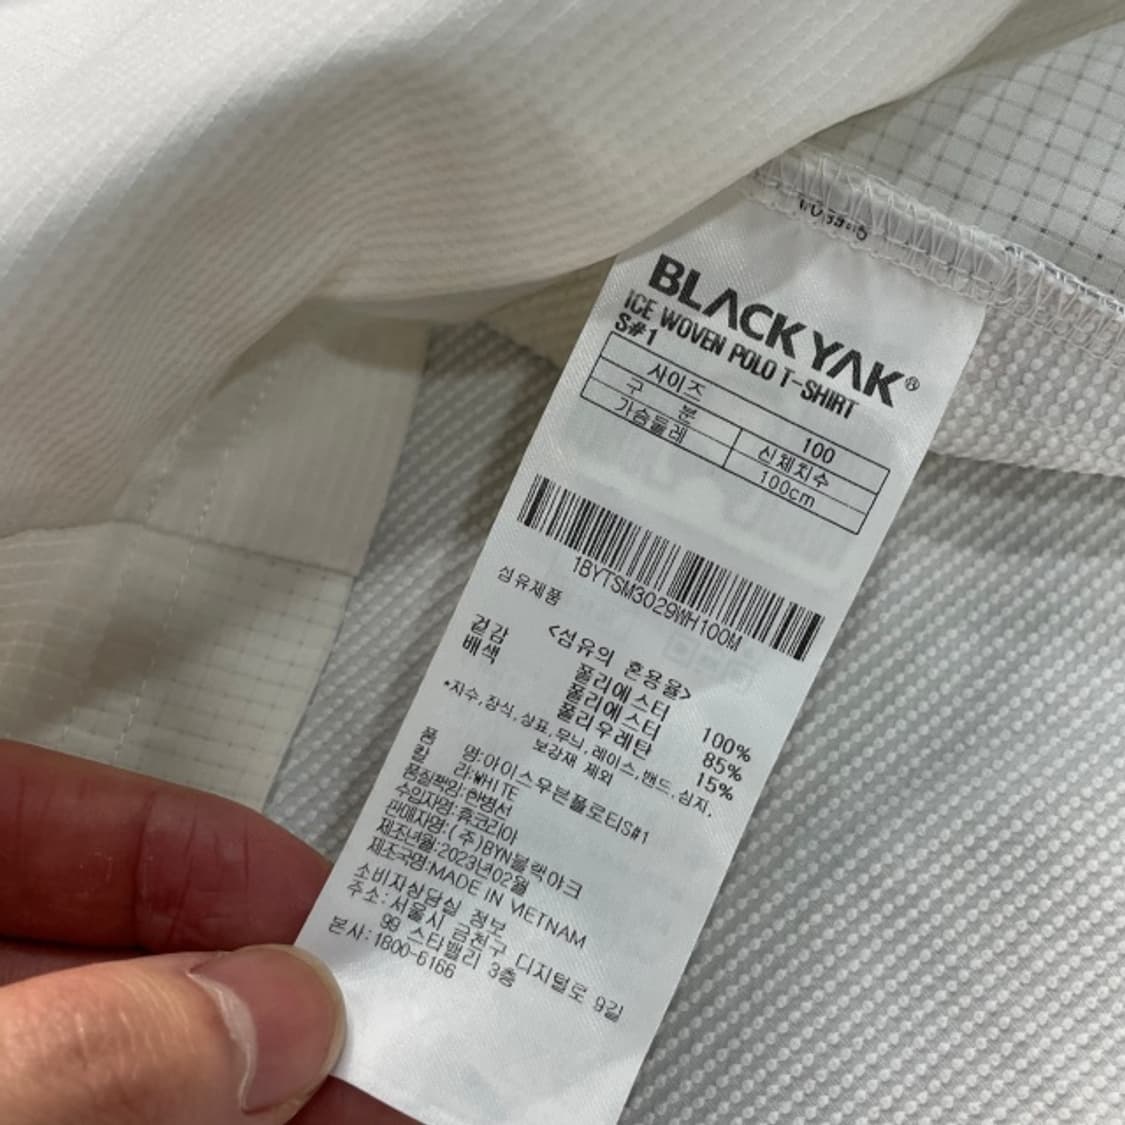 BLACKYAK®
ICE WOVEN POLO T-SHIRT
S#1
사이즈 100
구 분 신체치수
가슴둘레 100cm
1BYTSM3029WH100M
섬유제품
<섬유의 혼용율>
겉감 폴리에스터 100%
배색 폴리에스터 85%
폴리우레탄 15%
*자수,장식,상표,무늬,레이스,밴드,심지,
보강재 제외
품 명:아이스우븐폴로티S#1
칼 라:WHITE
품질책임:한병서
수입자명:휴코리아
판매자명:(주)BYN블랙야크
제조년월:2023년02월
제조국명:MADE IN VIETNAM
소비자상담실 정보
주소:서울시 금천구 디지털로 9길
99 스타밸리 3층
본사:1800-6166